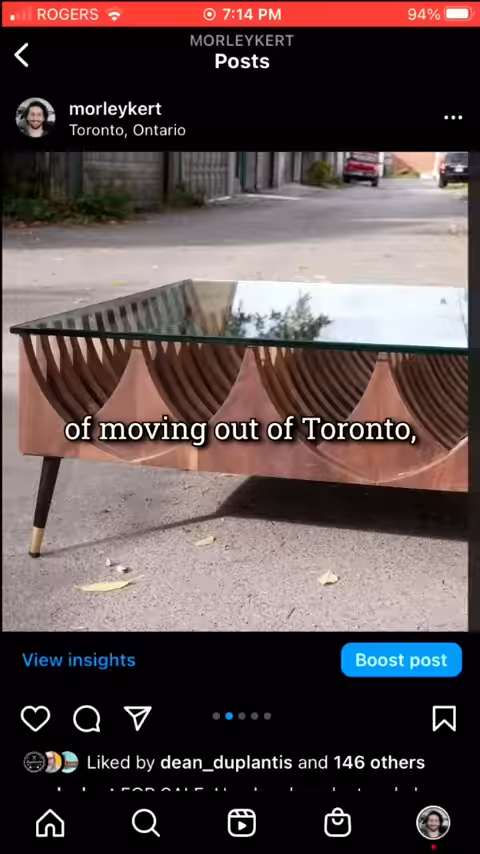 ROGERS 7:14 PM 94%
MORLEYKERT
Posts
morleykert
Toronto, Ontario
of moving out of Toronto,
View insights
Boost post
Liked by dean_duplantis and 146 others